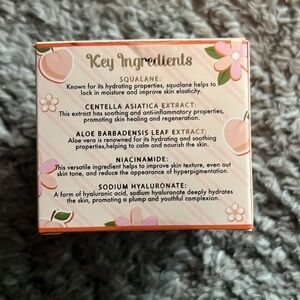 Key Ingredients
SQUALANE:
Known for its hydrating properties, squalane helps to
lock in moisture and improve skin elasticity.
CENTELLA ASIATICA EXTRACT:
This extract has soothing and anti-inflammatory properties,
promoting skin healing and regeneration.
ALOE BARBADENSIS LEAF EXTRACT:
Aloe vera is renowned for its hydrating and soothing
properties,helping to calm and nourish the skin.
NIACINAMIDE:
This versatile ingredient helps to improve skin texture, even out
skin tone, and reduce the appearance of hyperpigmentation.
SODIUM HYALURONATE:
A form of hyaluronic acid, sodium hyaluronate deeply hydrates
the skin, promoting a plump and youthful complexion.